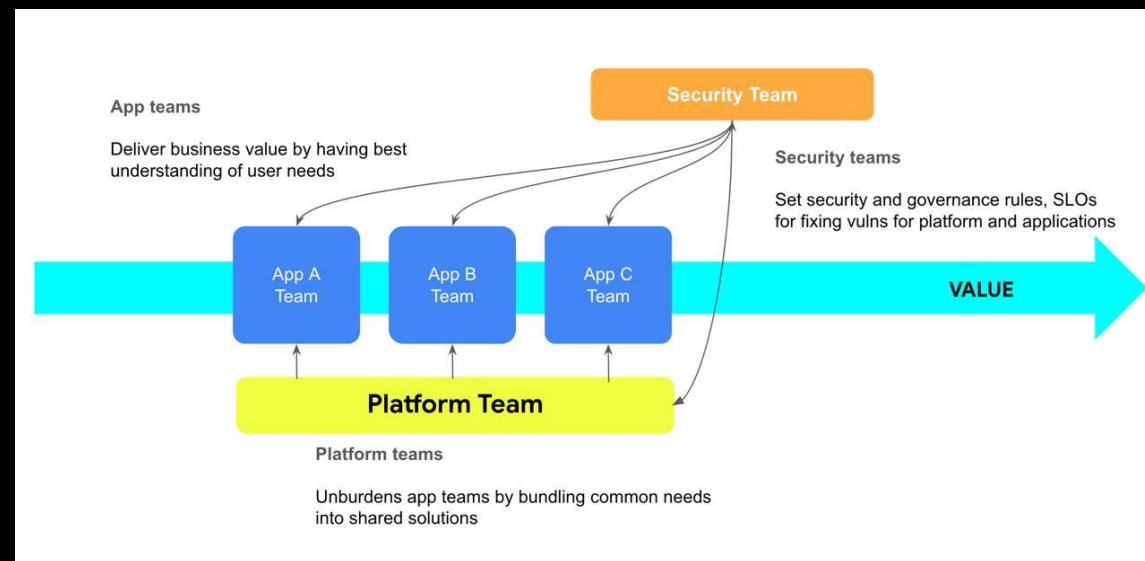 Security Team
App teams
Deliver business value by having best
understanding of user needs
Security teams
Set security and governance rules, SLOs
for fixing vulns for platform and applications
App A
Team
App B
Team
App C
Team
VALUE
Platform Team
Platform teams
Unburdens app teams by bundling common needs
into shared solutions